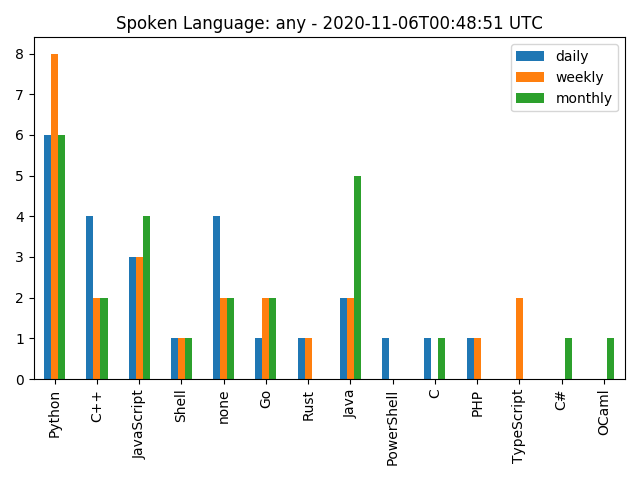 Spoken Language: any - 2020-11-06T00:48:51 UTC
daily
weekly
monthly
8
7
6
5
4
3
2
1
0
Python
C++
JavaScript
Shell
none
Go
Rust
Java
PowerShell
C
PHP
TypeScript
C#
OCaml